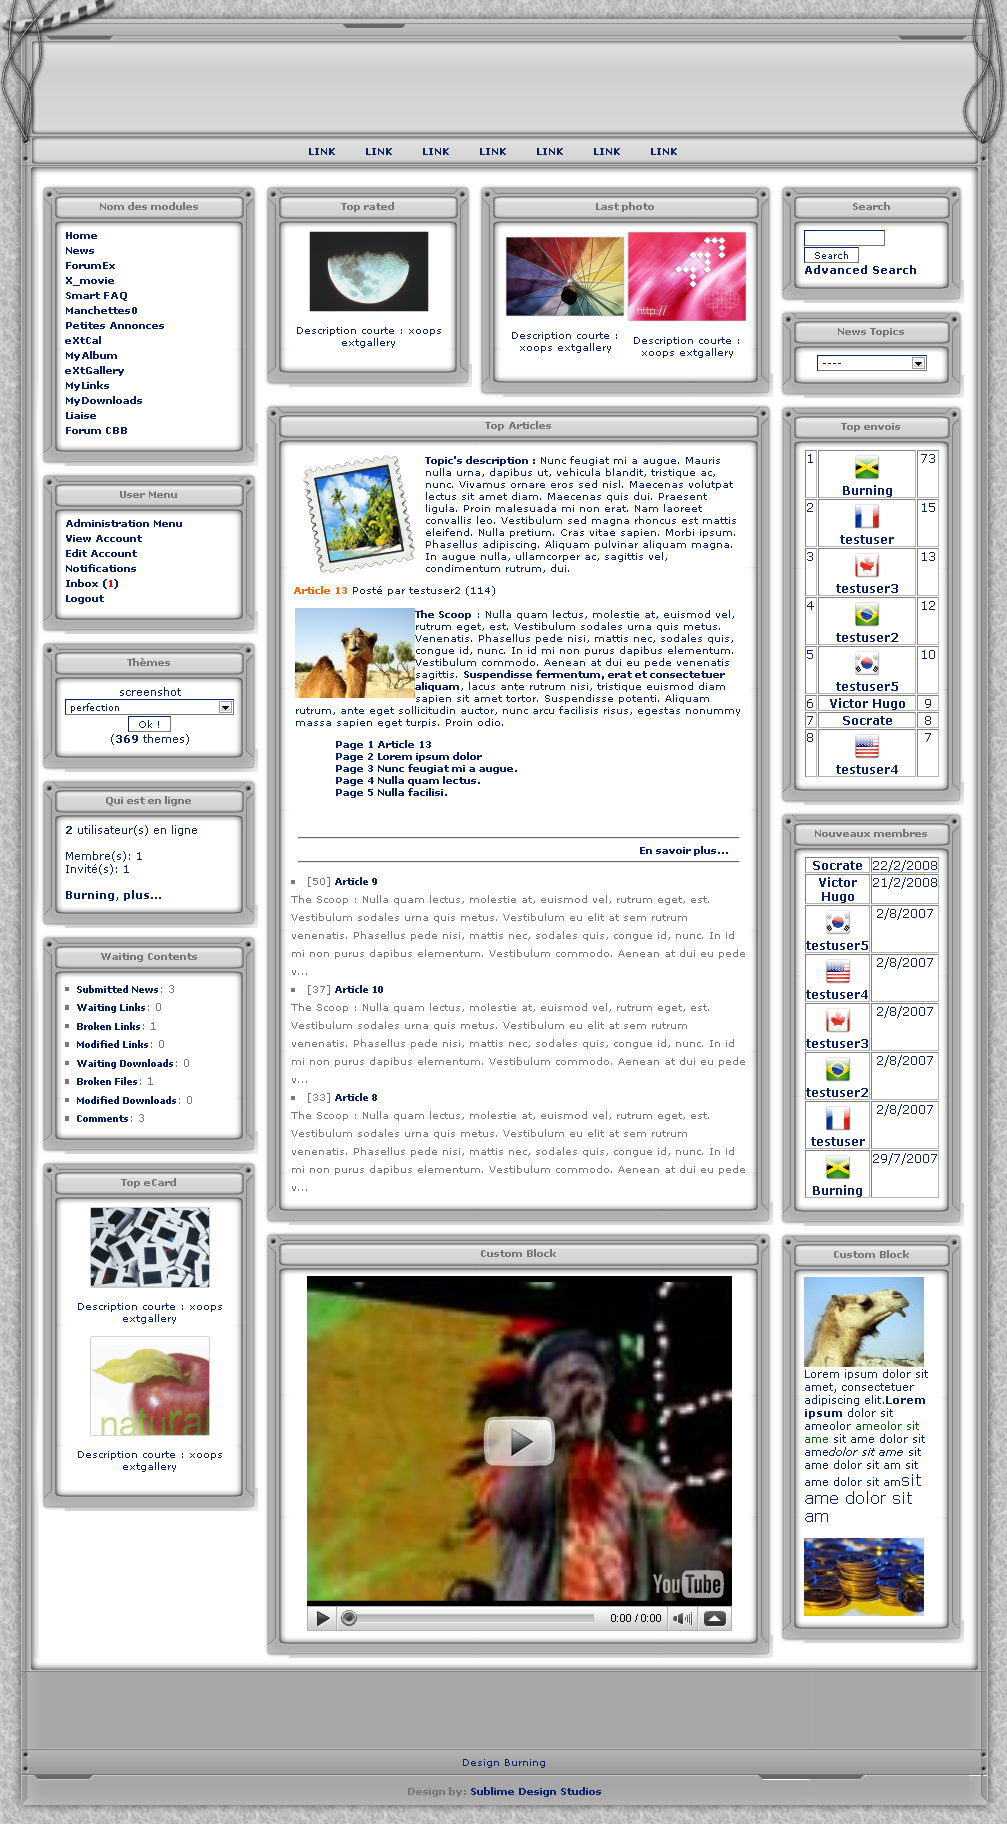 LINK LINK LINK LINK LINK LINK LINK
Nom des modules
Home
News
ForumEx
X_movie
Smart FAQ
Manchettes0
Petites Annonces
eXtCal
MyAlbum
eXtGallery
MyLinks
MyDownloads
Liaise
Forum CBB
User Menu
Administration Menu
View Account
Edit Account
Notifications
Inbox (1)
Logout
Thèmes
screenshot
perfection
Ok !
(369 themes)
Qui est en ligne
2 utilisateur(s) en ligne
Membre(s): 1
Invité(s): 1
Burning, plus...
Waiting Contents
Submitted News: 3
Waiting Links: 0
Broken Links: 1
Modified Links: 0
Waiting Downloads: 0
Broken Files: 1
Modified Downloads: 0
Comments: 3
Top eCard
Description courte : xoops
extgallery
natural
Description courte : xoops
extgallery
Top rated
Description courte : xoops
extgallery
Last photo
Description courte :
xoops extgallery
http://
Description courte :
xoops extgallery
Top Articles
Topic's description : Nunc feugiat mi a augue. Mauris
nulla urna, dapibus ut, vehicula blandit, tristique ac,
nunc. Vivamus ornare eros sed nisl. Maecenas volutpat
lectus sit amet diam. Maecenas quis dui. Praesent
ligula. Proin malesuada mi non erat. Nam laoreet
convallis leo. Vestibulum sed magna rhoncus est mattis
eleifend. Nulla pretium. Cras vitae sapien. Morbi ipsum.
Phasellus adipiscing. Aliquam pulvinar aliquam magna.
In augue nulla, ullamcorper ac, sagittis vel,
condimentum rutrum, dui.
Article 13 Posté par testuser2 (114)
The Scoop : Nulla quam lectus, molestie at, euismod vel,
rutrum eget, est. Vestibulum sodales urna quis metus.
Venenatis. Phasellus pede nisi, mattis nec, sodales quis,
congue id, nunc. In id mi non purus dapibus elementum.
Vestibulum commodo. Aenean at dui eu pede venenatis
sagittis. Suspendisse fermentum, erat et consectetuer
aliquam, lacus ante rutrum nisi, tristique euismod diam
sapien sit amet tortor. Suspendisse potenti. Aliquam
rutrum, ante eget sollicitudin auctor, nunc arcu facilisis risus, egestas nonummy
massa sapien eget turpis. Proin odio.
Page 1 Article 13
Page 2 Lorem ipsum dolor
Page 3 Nunc feugiat mi a augue.
Page 4 Nulla quam lectus.
Page 5 Nulla facilisi.
En savoir plus...
[50] Article 9
The Scoop : Nulla quam lectus, molestie at, euismod vel, rutrum eget, est.
Vestibulum sodales urna quis metus. Vestibulum eu elit at sem rutrum
venenatis. Phasellus pede nisi, mattis nec, sodales quis, congue id, nunc. In id
mi non purus dapibus elementum. Vestibulum commodo. Aenean at dui eu pede
v...
[37] Article 10
The Scoop : Nulla quam lectus, molestie at, euismod vel, rutrum eget, est.
Vestibulum sodales urna quis metus. Vestibulum eu elit at sem rutrum
venenatis. Phasellus pede nisi, mattis nec, sodales quis, congue id, nunc. In id
mi non purus dapibus elementum. Vestibulum commodo. Aenean at dui eu pede
v...
[33] Article 8
The Scoop : Nulla quam lectus, molestie at, euismod vel, rutrum eget, est.
Vestibulum sodales urna quis metus. Vestibulum eu elit at sem rutrum
venenatis. Phasellus pede nisi, mattis nec, sodales quis, congue id, nunc. In id
mi non purus dapibus elementum. Vestibulum commodo. Aenean at dui eu pede
v...
Custom Block
YouTube
0:00 / 0:00
Search
Search
Advanced Search
News Topics
----
Top envois
1 Burning 73
2 testuser 15
3 testuser3 13
4 testuser2 12
5 testuser5 10
6 Victor Hugo 9
7 Socrate 8
8 testuser4 7
Nouveaux membres
Socrate 22/2/2008
Victor Hugo 21/2/2008
testuser5 2/8/2007
testuser4 2/8/2007
testuser3 2/8/2007
testuser2 2/8/2007
testuser 2/8/2007
Burning 29/7/2007
Custom Block
Lorem ipsum dolor sit
amet, consectetuer
adipiscing elit.Lorem
ipsum dolor sit
ameolor ameolor sit
ame sit ame dolor sit
amedolor sit ame sit
ame dolor sit am sit
ame dolor sit amsit
ame dolor sit
am
Design Burning
Design by: Sublime Design Studios